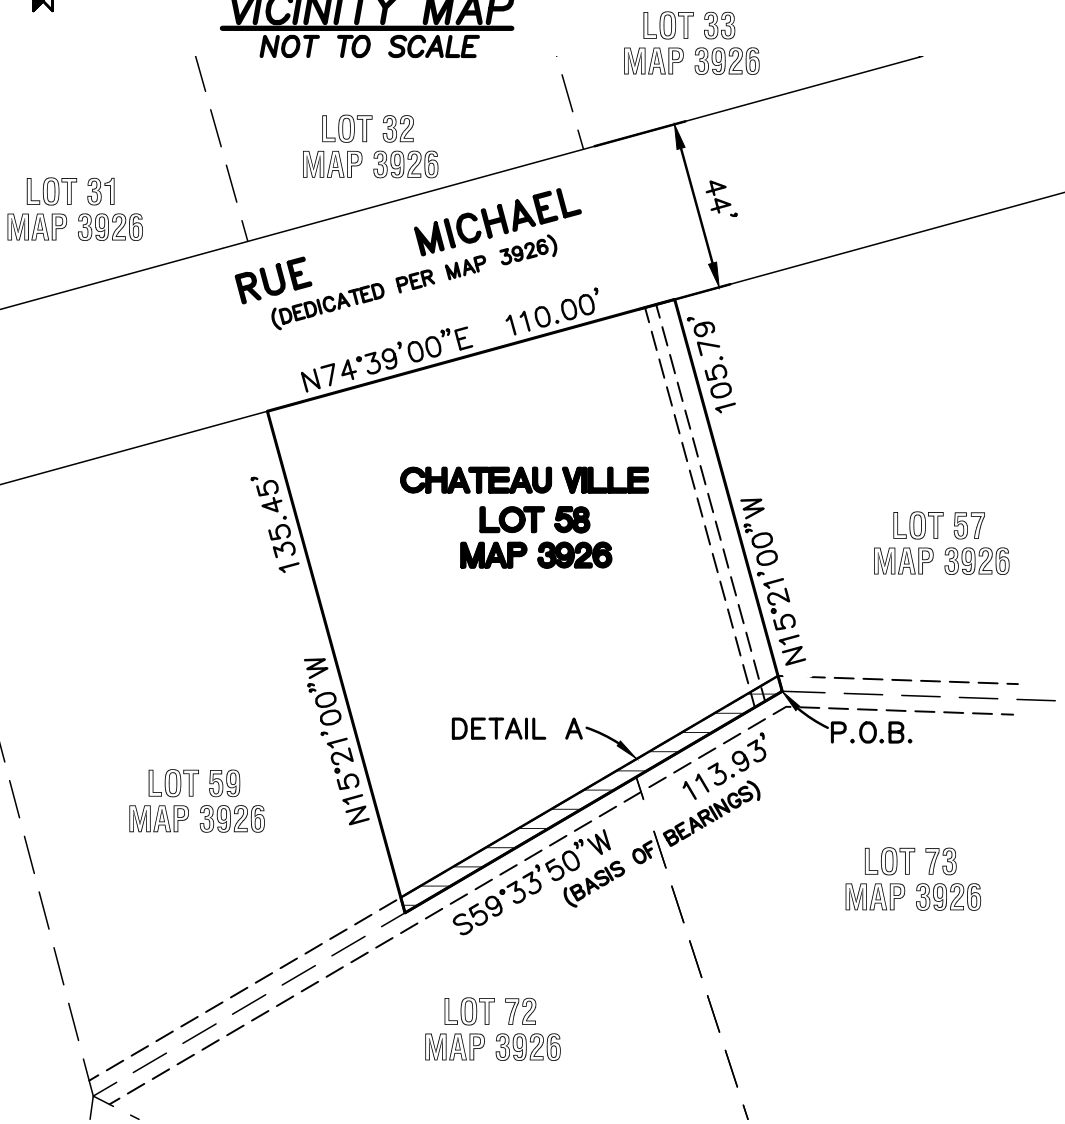 VICINITY MAP
NOT TO SCALE
LOT 33
MAP 3926
LOT 32
MAP 3926
LOT 31
MAP 3926
44'
RUE MICHAEL
(DEDICATED PER MAP 3926)
N74°39'00"E 110.00'
105.79'
N15°21'00"W
135.45'
N15°21'00"W
CHATEAU VILLE
LOT 58
MAP 3926
LOT 57
MAP 3926
DETAIL A
P.O.B.
113.93'
S59°33'50"W
(BASIS OF BEARINGS)
LOT 59
MAP 3926
LOT 73
MAP 3926
LOT 72
MAP 3926